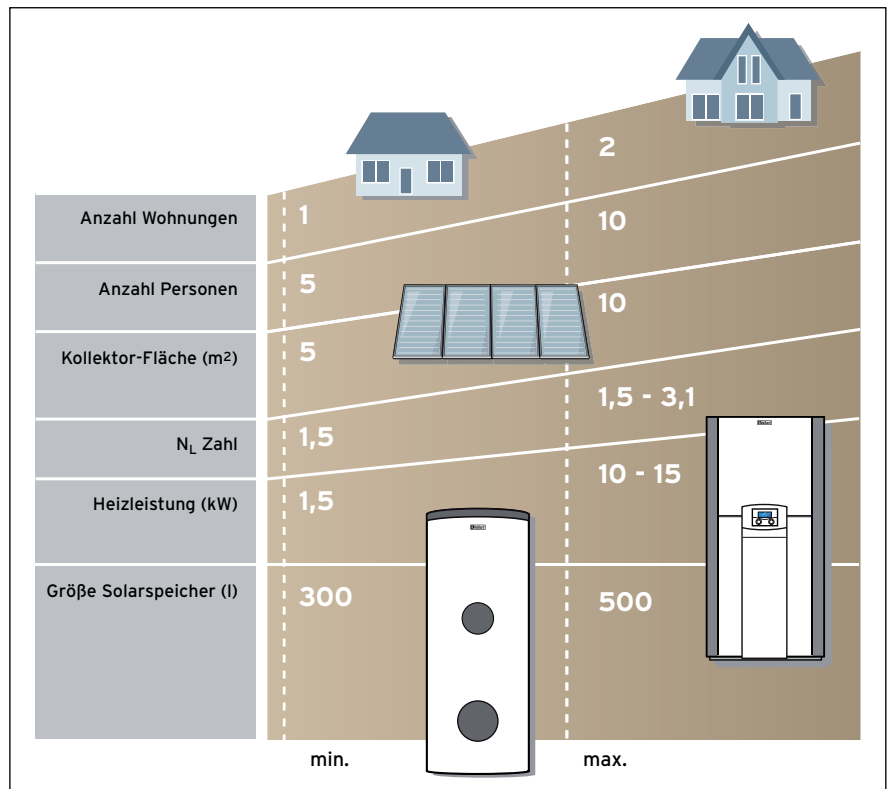 Anzahl Wohnungen 1 2
Anzahl Personen 5 10
Kollektor-Fläche (m²) 5 10
N_L Zahl 1,5 1,5 - 3,1
Heizleistung (kW) 1,5 10 - 15
Größe Solarspeicher (l) 300 500
min. max.